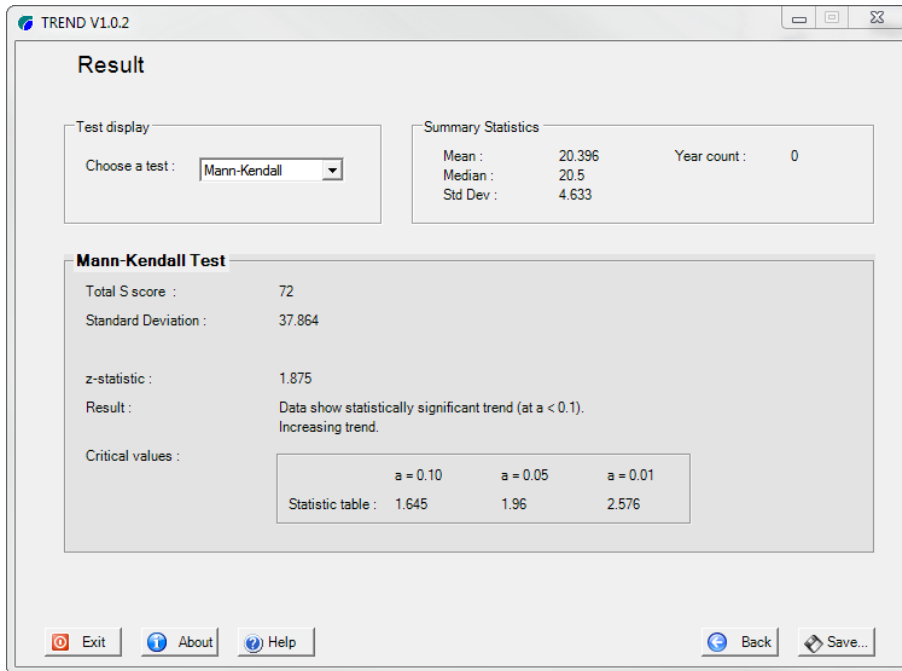 TREND V1.0.2
Result
Test display
Choose a test :
Mann-Kendall
Summary Statistics
Mean : 20.396 Year count : 0
Median : 20.5
Std Dev : 4.633
Mann-Kendall Test
Total S score : 72
Standard Deviation : 37.864
z-statistic : 1.875
Result : Data show statistically significant trend (at a < 0.1).
Increasing trend.
Critical values :
a = 0.10 a = 0.05 a = 0.01
Statistic table : 1.645 1.96 2.576
Exit About Help Back Save...